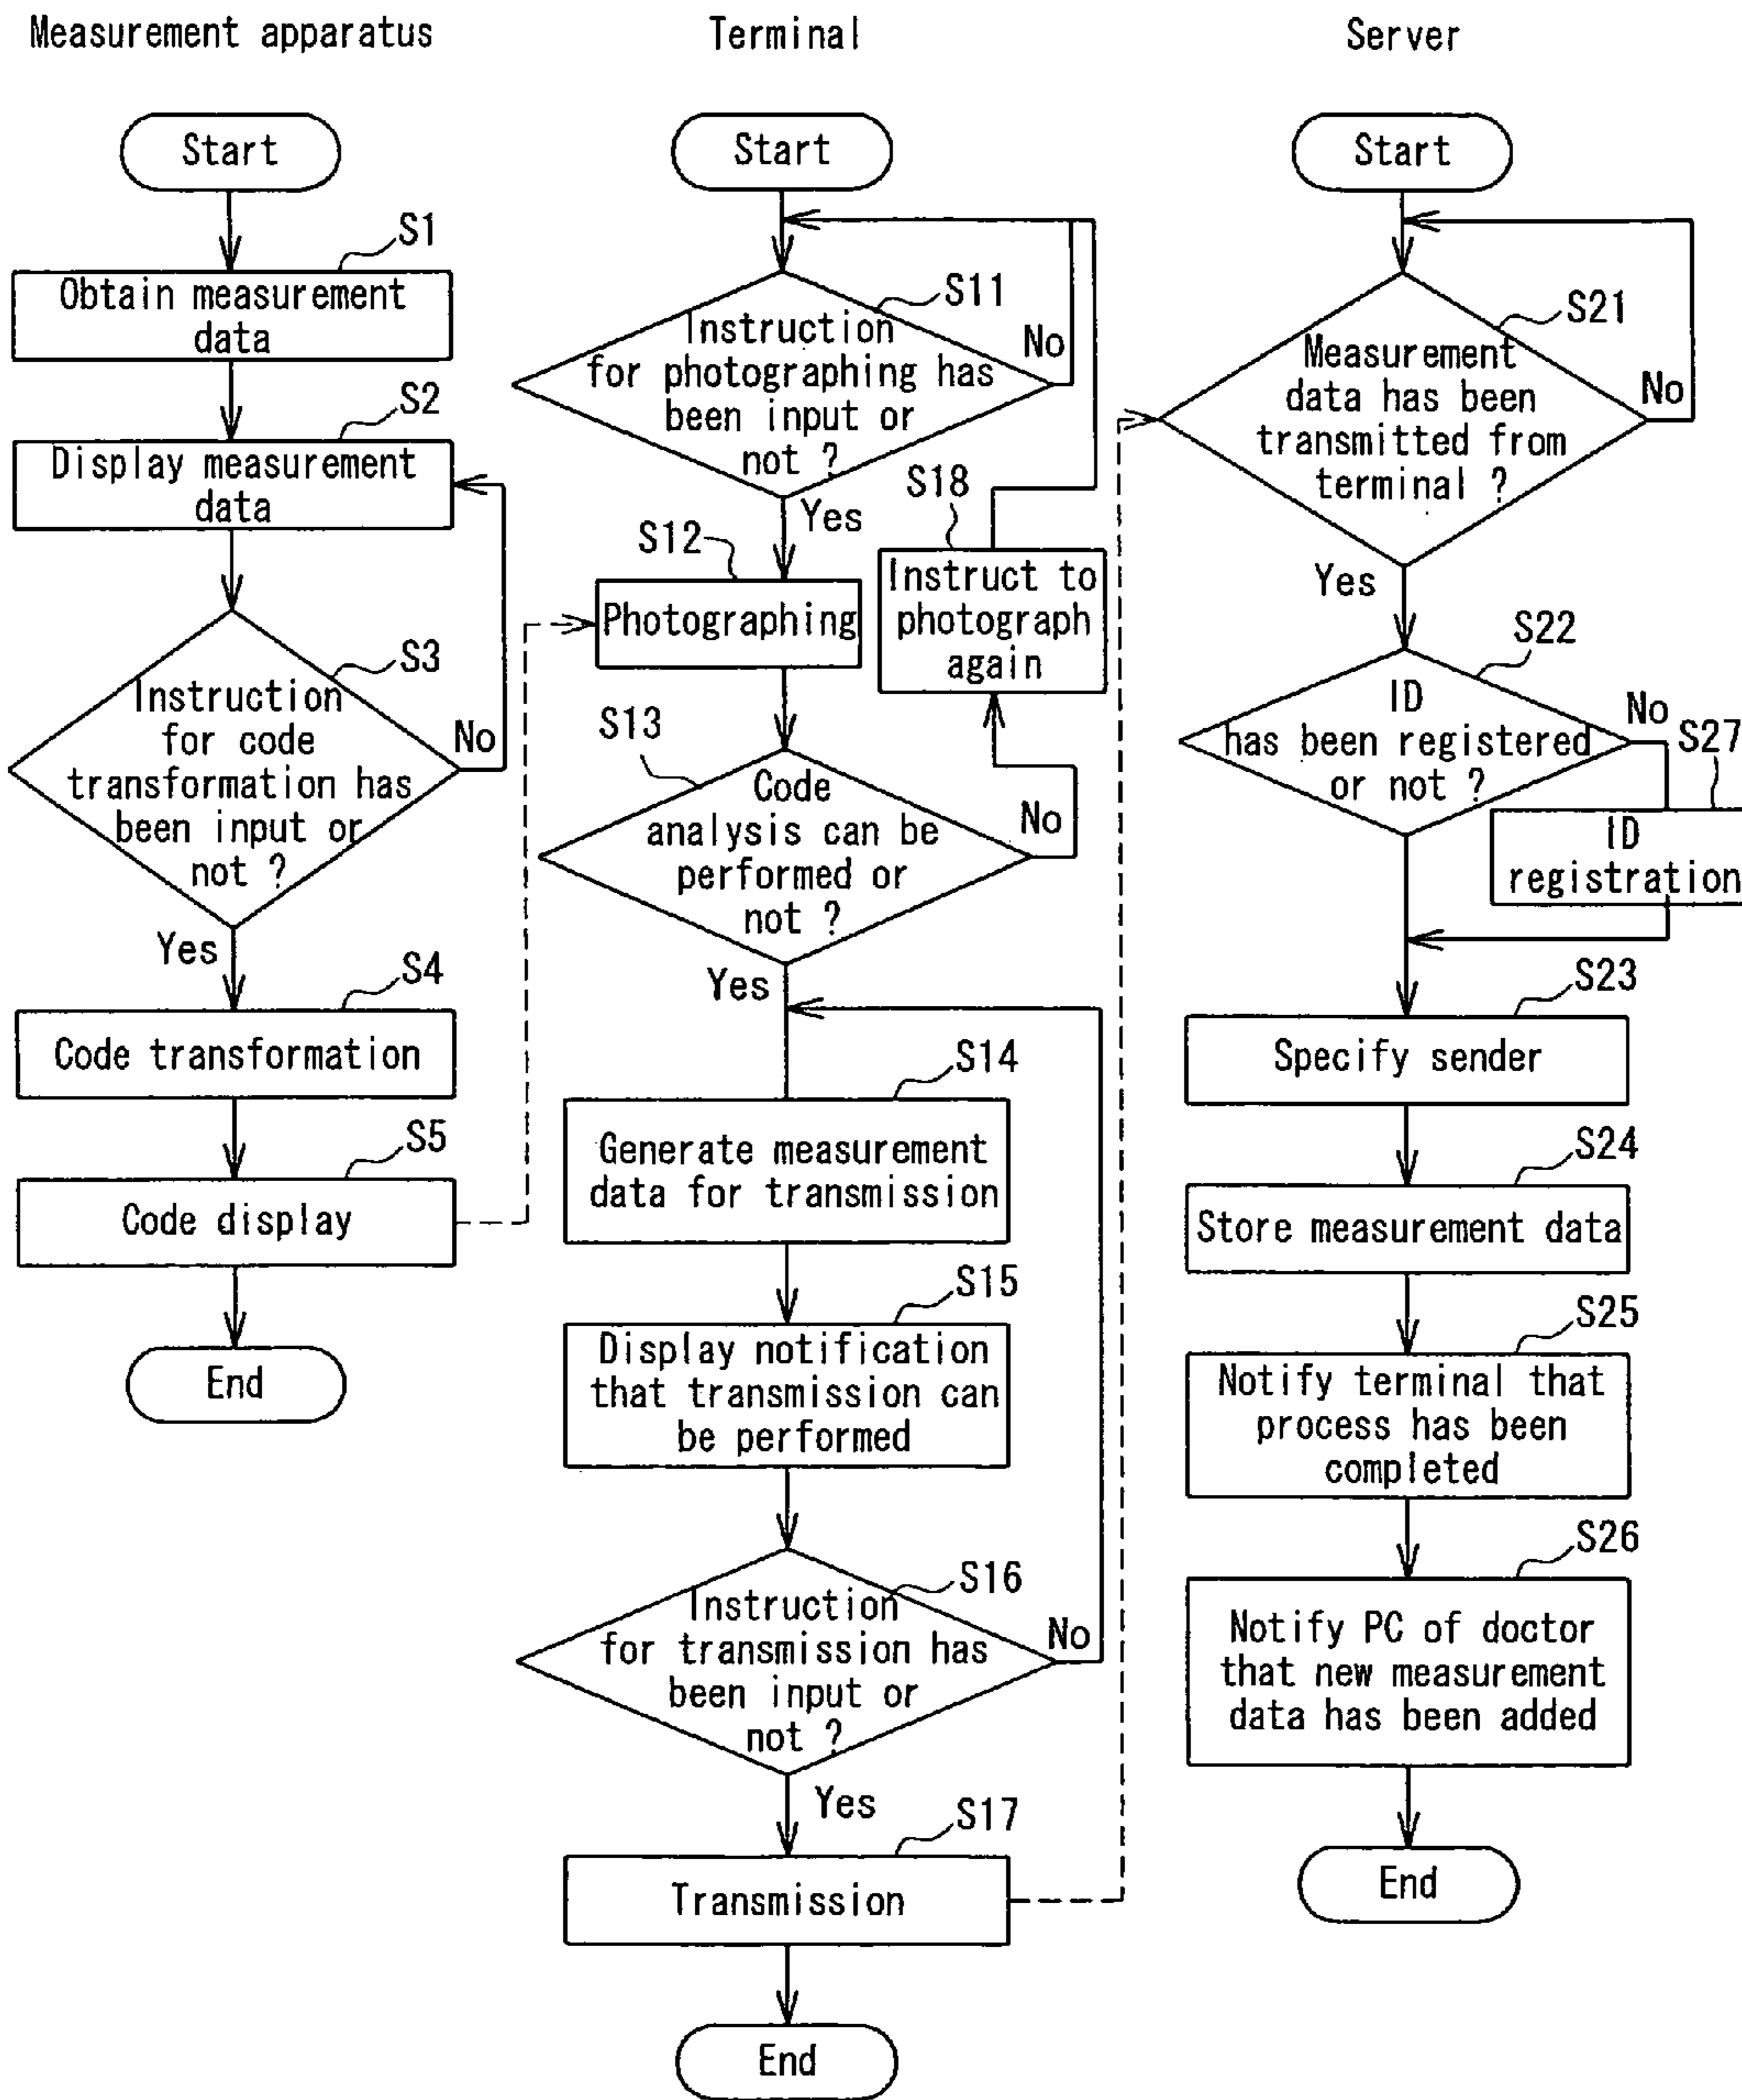 Measurement apparatus
Start
S1
Obtain measurement
data
S2
Display measurement
data
S3
Instruction
for code
transformation has
been input or
not ?
No
Yes
S4
Code transformation
S5
Code display
End
Terminal
Start
S11
Instruction
for photographing has
been input or
not ?
No
Yes
S12
Photographing
S18
Instruct to
photograph
again
S13
Code
analysis can be
performed or
not ?
No
Yes
S14
Generate measurement
data for transmission
S15
Display notification
that transmission can
be performed
S16
Instruction
for transmission has
been input or
not ?
No
Yes
S17
Transmission
End
Server
Start
S21
Measurement
data has been
transmitted from
terminal ?
No
Yes
S22
ID
has been registered
or not ?
No
S27
ID
registration
S23
Specify sender
S24
Store measurement data
S25
Notify terminal that
process has been
completed
S26
Notify PC of doctor
that new measurement
data has been added
End